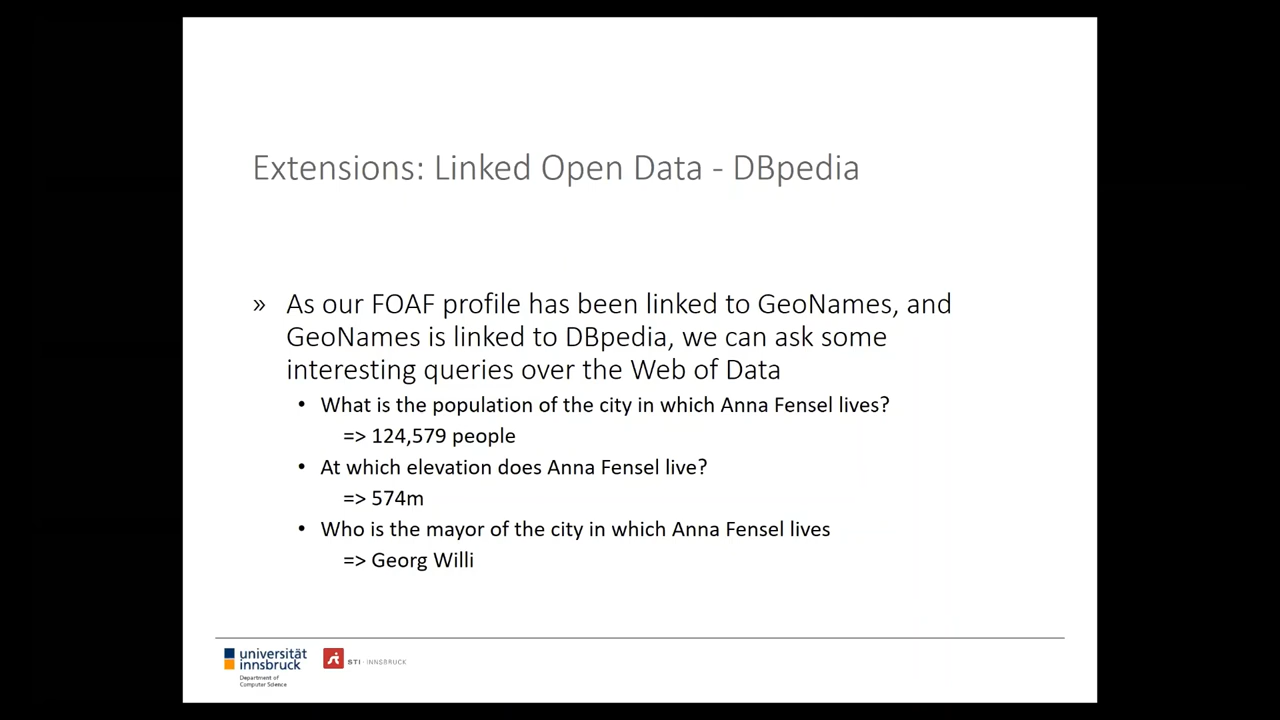 Extensions: Linked Open Data - DBpedia
» As our FOAF profile has been linked to GeoNames, and
GeoNames is linked to DBpedia, we can ask some
interesting queries over the Web of Data
• What is the population of the city in which Anna Fensel lives?
=> 124,579 people
• At which elevation does Anna Fensel live?
=> 574m
• Who is the mayor of the city in which Anna Fensel lives
=> Georg Willi
universität
innsbruck
Department of
Computer Science
STI · INNSBRUCK